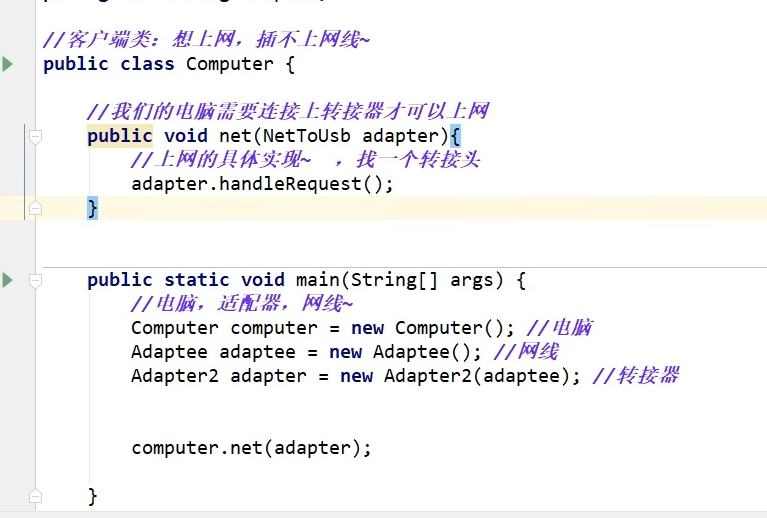 //客户端类：想上网，插不上网线~
public class Computer {
//我们的电脑需要连接上转接器才可以上网
public void net(NetToUsb adapter){
//上网的具体实现~ ，找一个转接头
adapter.handleRequest();
}
public static void main(String[] args) {
//电脑，适配器，网线~
Computer computer = new Computer(); //电脑
Adaptee adaptee = new Adaptee(); //网线
Adapter2 adapter = new Adapter2(adaptee); //转接器
computer.net(adapter);
}